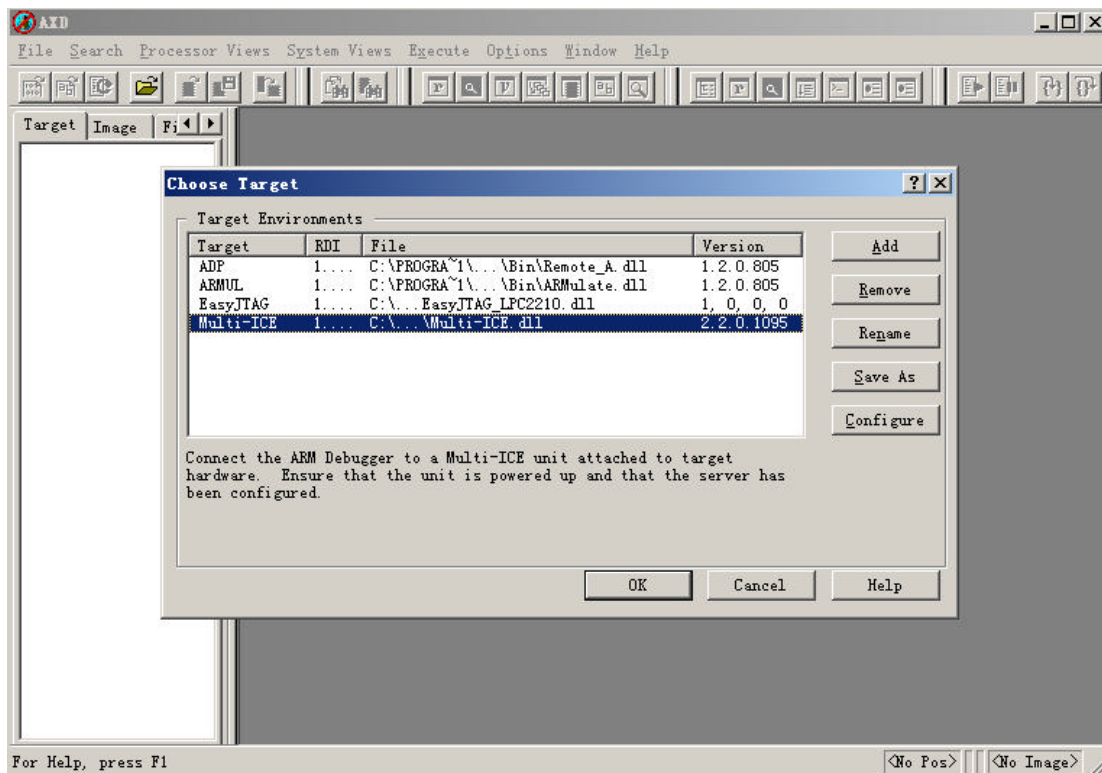 AXD
File Search Processor Views System Views Execute Options Window Help
Target Image Fi
Choose Target
Target Environments
Target RDI File Version
ADP 1.... C:\PROGRA~1\...\Bin\Remote_A.dll 1.2.0.805
ARMUL 1.... C:\PROGRA~1\...\Bin\ARMulate.dll 1.2.0.805
EasyJTAG 1.... C:\...EasyJTAG_LPC2210.dll 1, 0, 0, 0
Multi-ICE 1.... C:\...\Multi-ICE.dll 2.2.0.1095
Add
Remove
Rename
Save As
Configure
Connect the ARM Debugger to a Multi-ICE unit attached to target
hardware. Ensure that the unit is powered up and that the server has
been configured.
OK Cancel Help
For Help, press F1 <No Pos> <No Image>